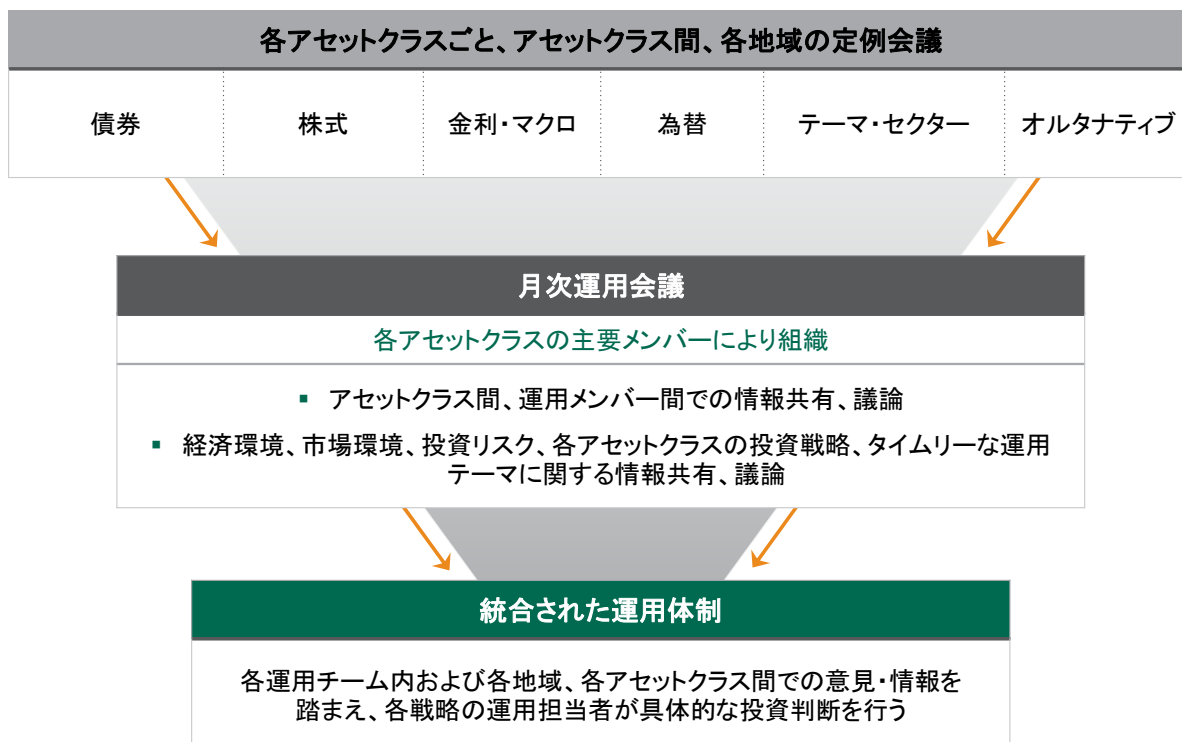 各アセットクラスごと、アセットクラス間、各地域の定例会議
債券
株式
金利・マクロ
為替
テーマ・セクター
オルタナティブ
月次運用会議
各アセットクラスの主要メンバーにより組織
▪ アセットクラス間、運用メンバー間での情報共有、議論
▪ 経済環境、市場環境、投資リスク、各アセットクラスの投資戦略、タイムリーな運用
テーマに関する情報共有、議論
統合された運用体制
各運用チーム内および各地域、各アセットクラス間での意見・情報を
踏まえ、各戦略の運用担当者が具体的な投資判断を行う